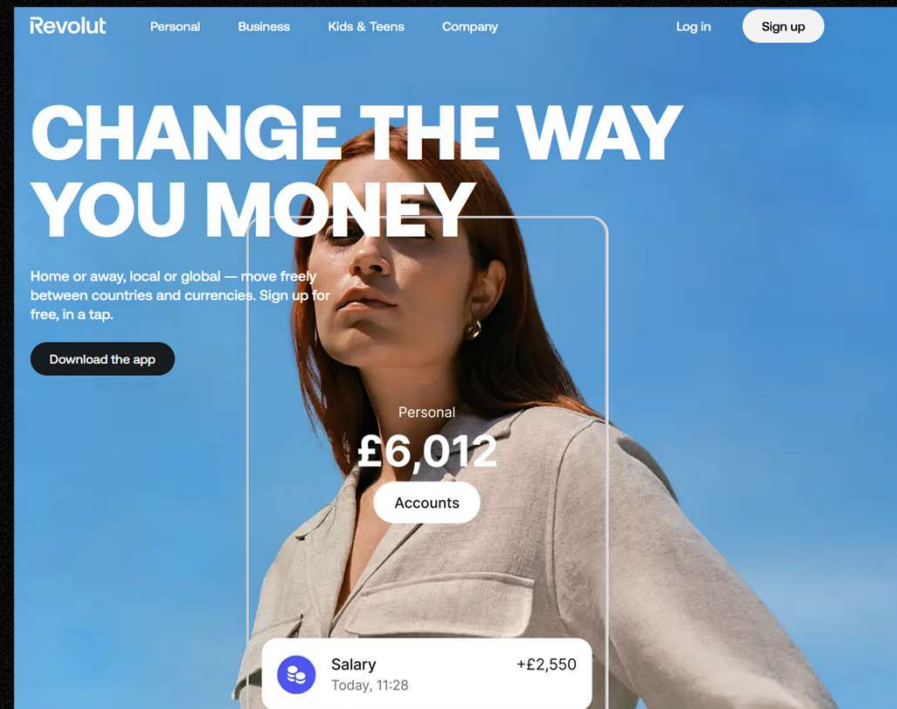 Revolut
Personal
Business
Kids & Teens
Company
Log in
Sign up
CHANGE THE WAY
YOU MONEY
Home or away, local or global — move freely
between countries and currencies. Sign up for
free, in a tap.
Download the app
Personal
£6,012
Accounts
Salary
+£2,550
Today, 11:28